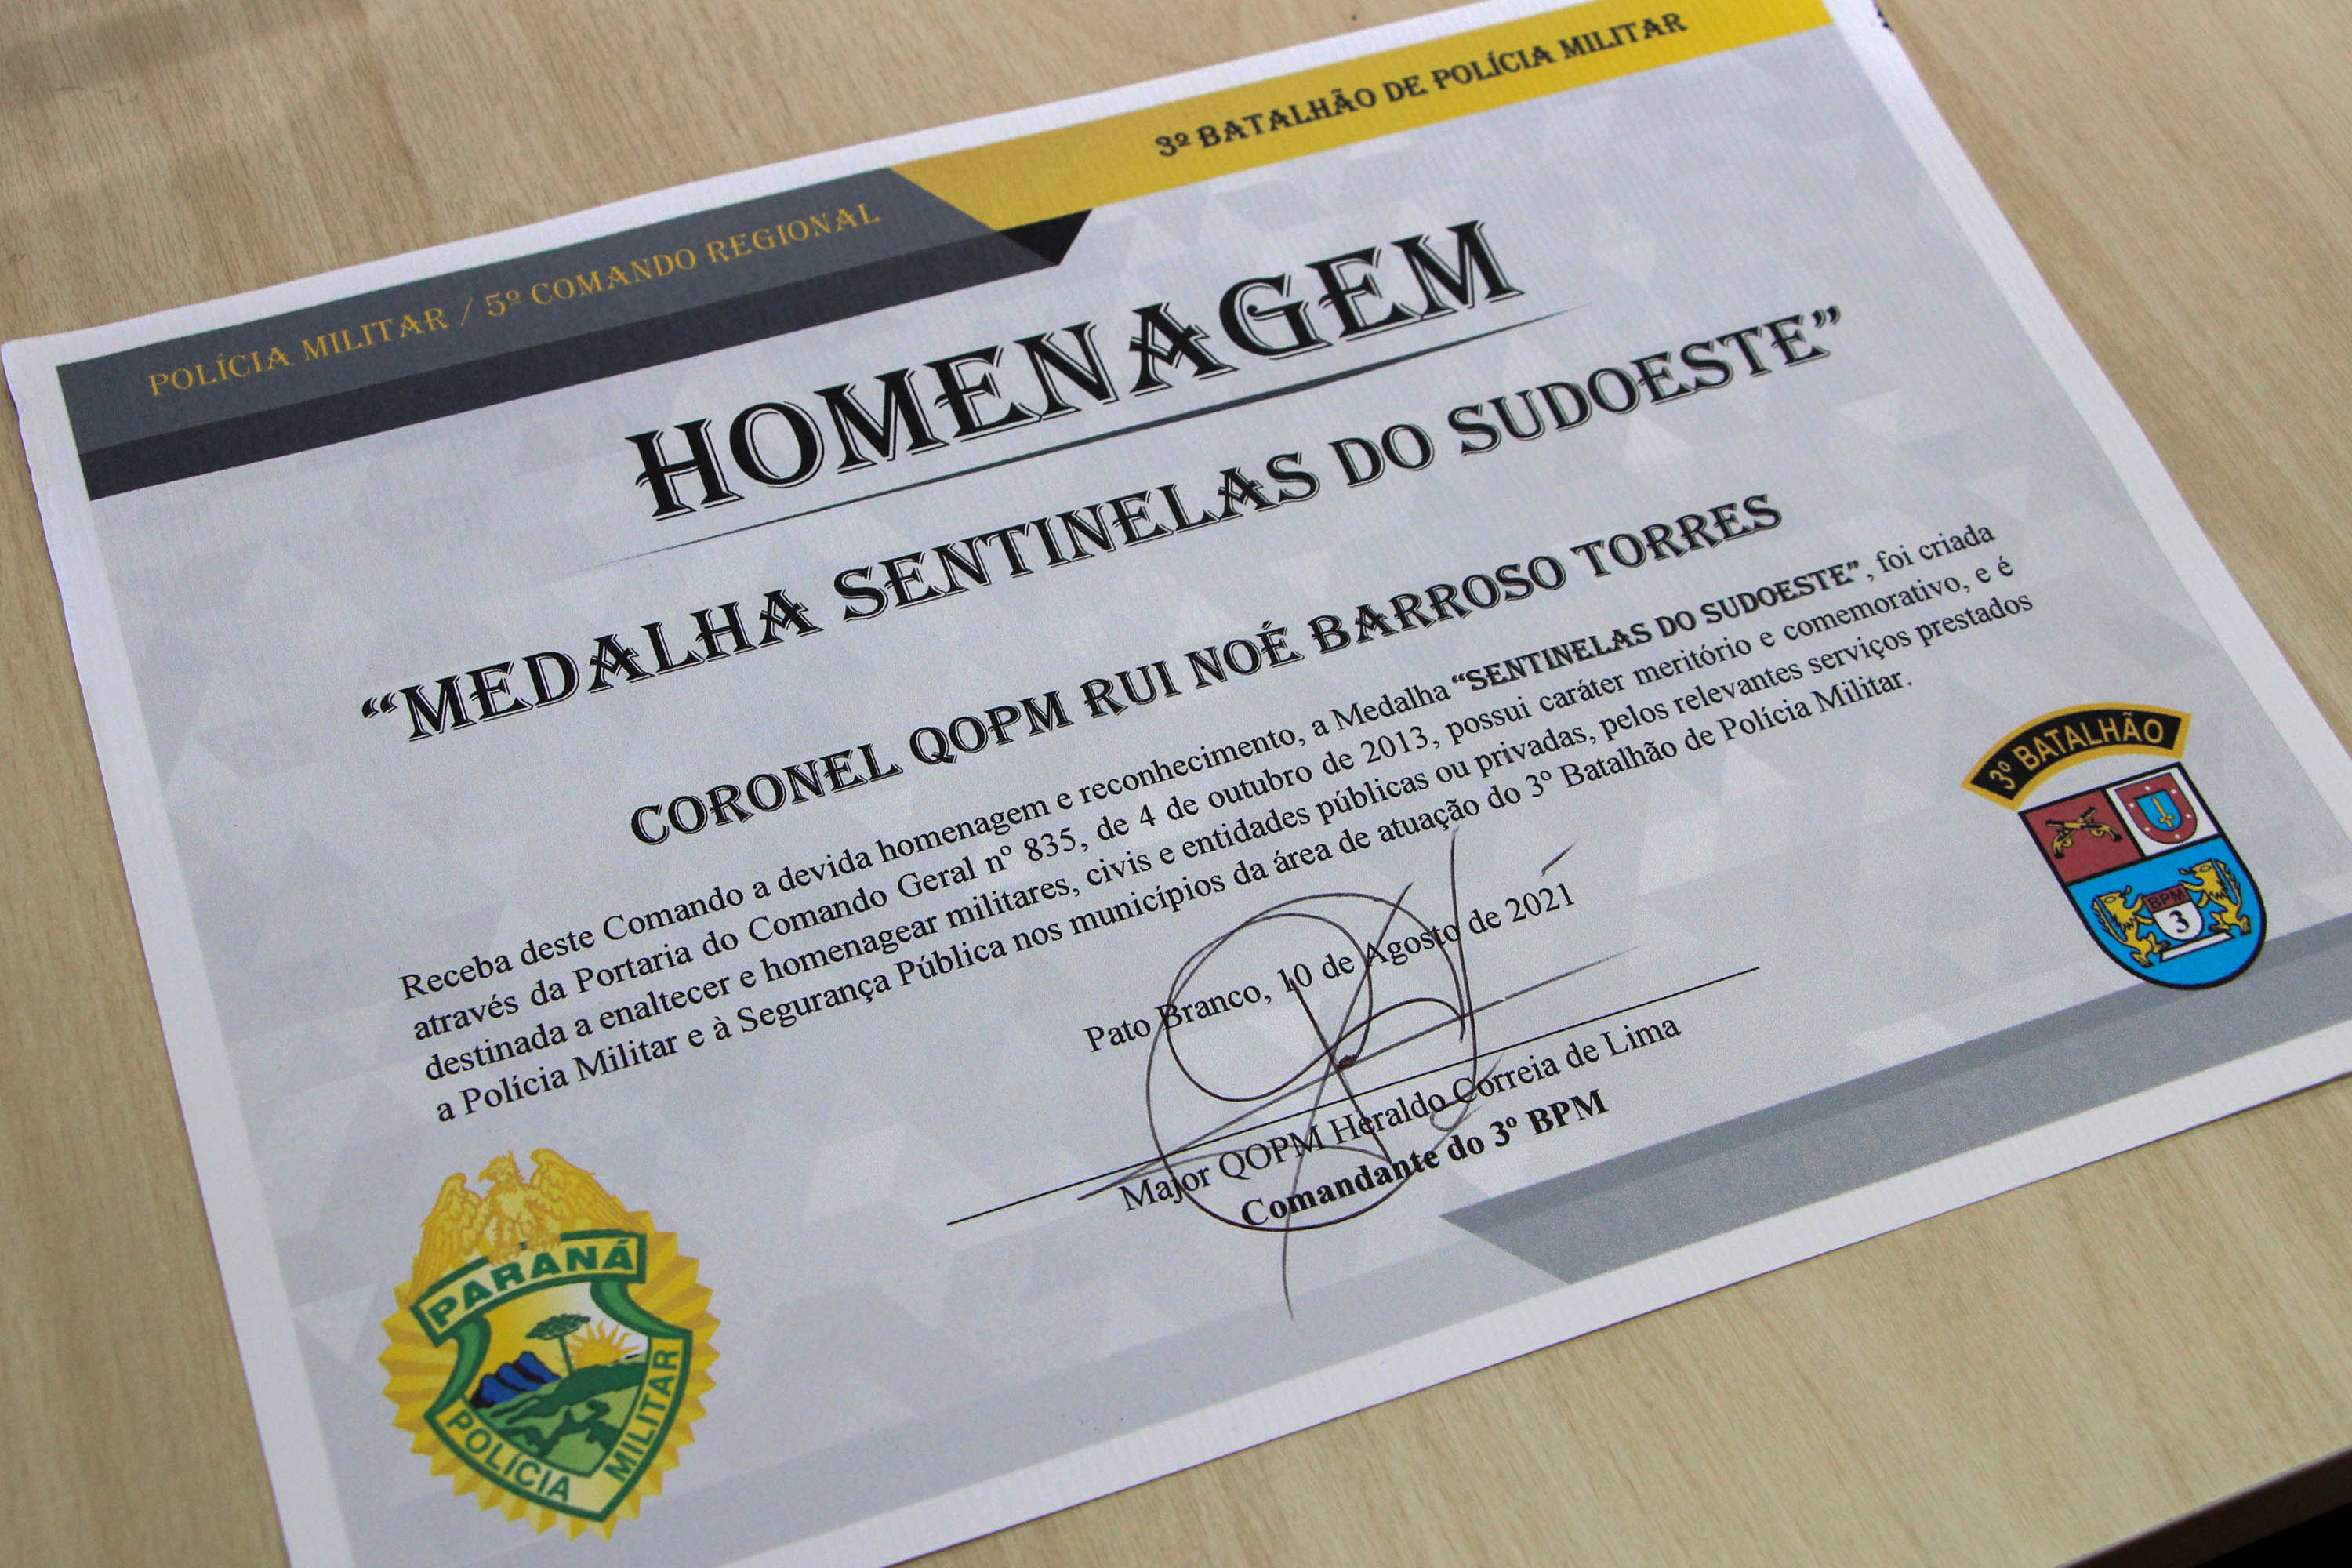 POLÍCIA MILITAR / 5º COMANDO REGIONAL
3º BATALHÃO DE POLÍCIA MILITAR
HOMENAGEM
“MEDALHA SENTINELAS DO SUDOESTE”
CORONEL QOPM RUI NOÉ BARROSO TORRES
Receba deste Comando a devida homenagem e reconhecimento, a Medalha “SENTINELAS DO SUDOESTE”, foi criada
através da Portaria do Comando Geral nº 835, de 4 de outubro de 2013, possui caráter meritório e comemorativo, e é
destinada a enaltecer e homenagear militares, civis e entidades públicas ou privadas, pelos relevantes serviços prestados
a Polícia Militar e à Segurança Pública nos municípios da área de atuação do 3º Batalhão de Polícia Militar.
Pato Branco, 10 de Agosto de 2021
Major QOPM Heraldo Correia de Lima
Comandante do 3º BPM
3º BATALHÃO
BPM
3
PARANÁ
POLÍCIA MILITAR